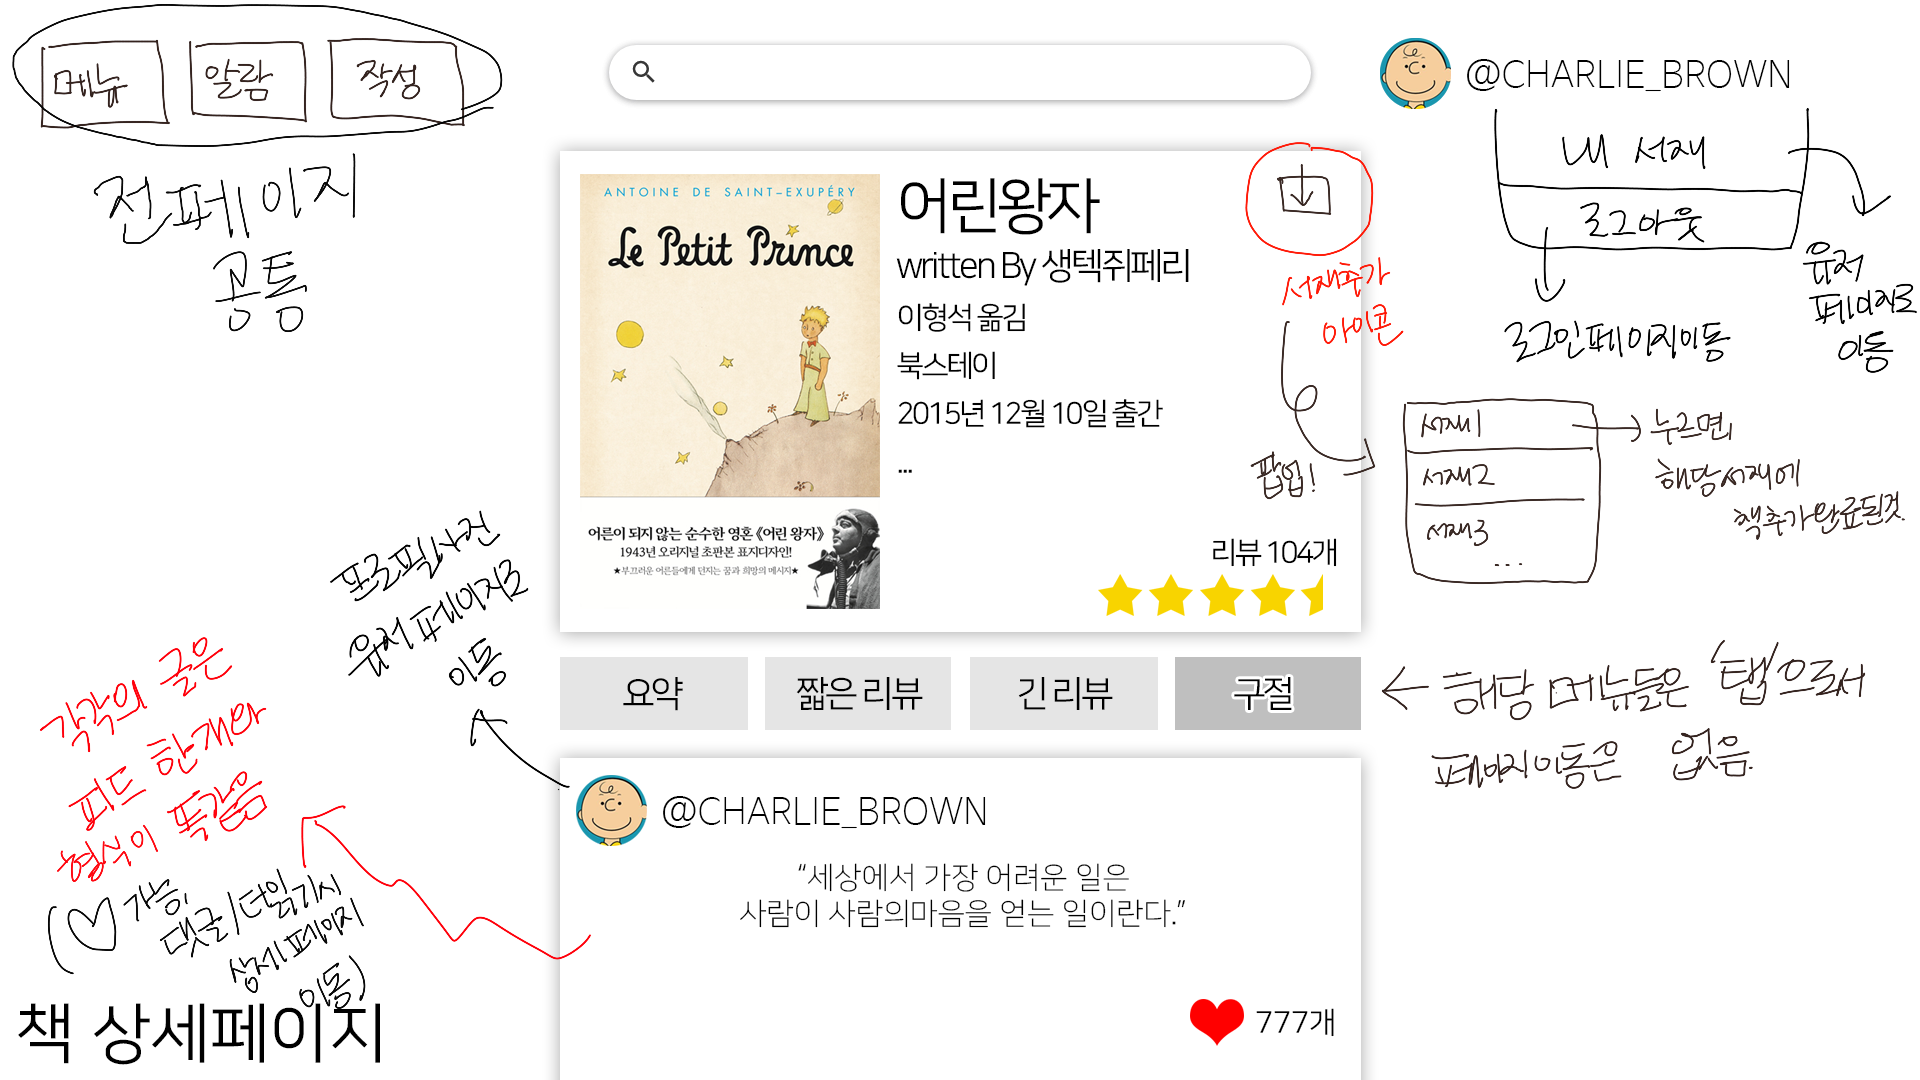 메뉴
알람
작성
전페이지
공통
@CHARLIE_BROWN
내 서재
로그아웃
유저
페이지로
이동
로그인페이지이동
ANTOINE DE SAINT-EXUPÉRY
Le Petit Prince
어른이 되지 않는 순수한 영혼 《어린 왕자》
1943년 오리지널 초판본 표지디자인!
★부끄러운 어른들에게 던지는 꿈과 희망의 메시지★
어린왕자
written By 생텍쥐페리
이형석 옮김
북스테이
2015년 12월 10일 출간
...
리뷰 104개
서재추가
아이콘
팝업!
서재1
서재2
서재3
...
누르면,
해당서재에
책추가완료된것.
요약
짧은 리뷰
긴 리뷰
구절
← 해당 메뉴들은 '탭'으로서
페이지이동은 없음.
프로필사진
유저페이지로
이동
@CHARLIE_BROWN
“세상에서 가장 어려운 일은
사람이 사람의마음을 얻는 일이란다.”
777개
각각의 글은
피드 한개와
형식이 똑같음
(♡가능,
댓글/더읽기시
상세페이지
이동)
책 상세페이지